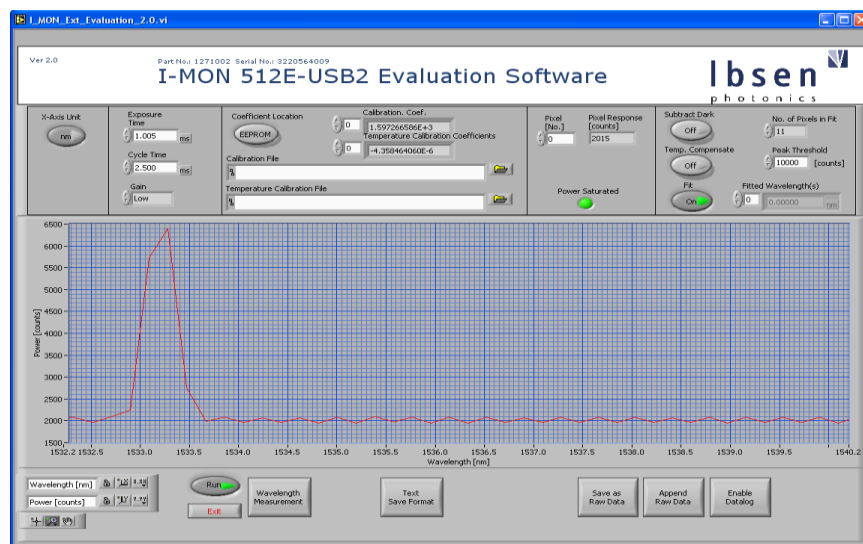 I_MON_Ext_Evaluation_2.0.vi
Ver 2.0
Part No.: 1271002 Serial No.: 3220564009
I-MON 512E-USB2 Evaluation Software
Ibsen
photonics
X-Axis Unit
nm
Exposure
Time
1.005 ms
Cycle Time
2.500 ms
Gain
Low
Coefficient Location
EEPROM
Calibration. Coef.
0 1.597266586E+3
Temperature Calibration Coefficients
0 -4.358464060E-6
Calibration File
Temperature Calibration File
Pixel
[No.]
0
Pixel Response
[counts]
2015
Power Saturated
Subtract Dark
Off
Temp. Compensate
Off
Fit
On
No. of Pixels in Fit
11
Peak Threshold
10000 [counts]
Fitted Wavelength(s)
0 0.00000 nm
Power [counts]
6500
6000
5500
5000
4500
4000
3500
3000
2500
2000
1500
1532.2 1532.5 1533.0 1533.5 1534.0 1534.5 1535.0 1535.5 1536.0 1536.5 1537.0 1537.5 1538.0 1538.5 1539.0 1539.5 1540.2
Wavelength [nm]
Wavelength [nm]
Power [counts]
Run
Exit
Wavelength
Measurement
Text
Save Format
Save as
Raw Data
Append
Raw Data
Enable
Datalog